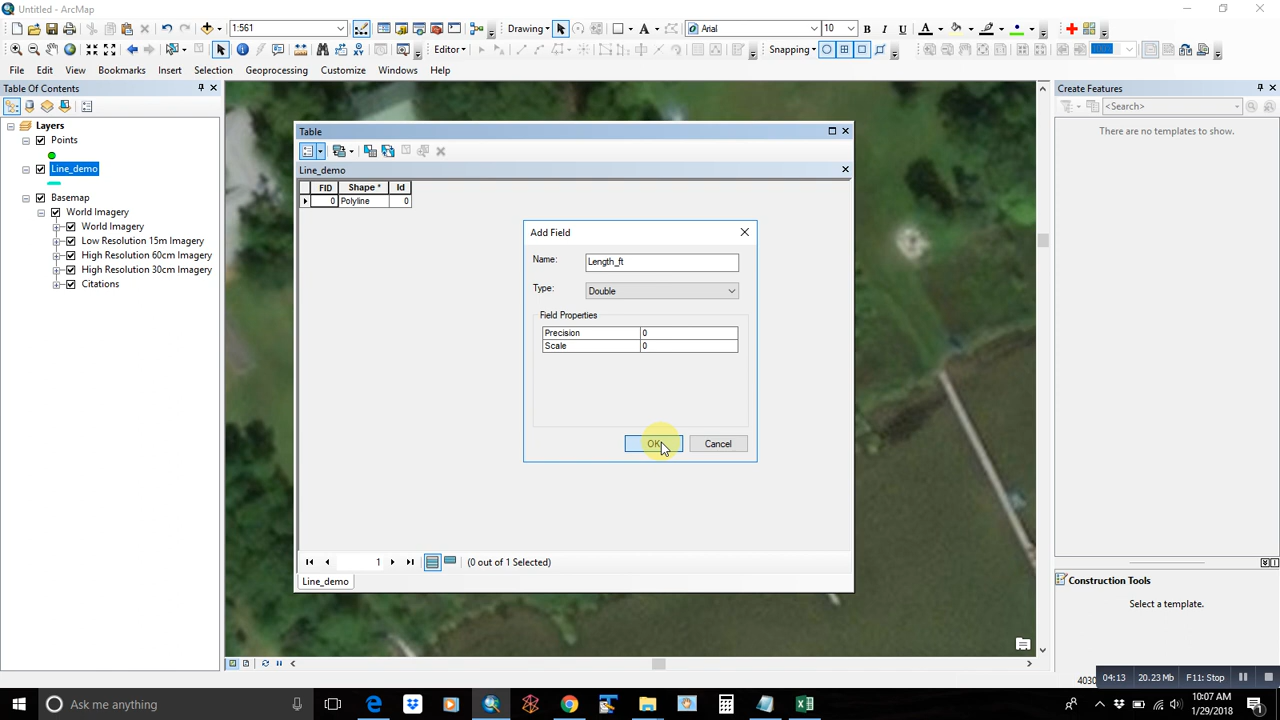 Untitled - ArcMap
1:561
Drawing
Arial
10
B
I
U
A
Editor
Snapping
File
Edit
View
Bookmarks
Insert
Selection
Geoprocessing
Customize
Windows
Help
Table Of Contents
Layers
Points
Line_demo
Basemap
World Imagery
World Imagery
Low Resolution 15m Imagery
High Resolution 60cm Imagery
High Resolution 30cm Imagery
Citations
Table
Line_demo
FID Shape * Id
0 Polyline 0
Add Field
Name: Length_ft
Type: Double
Field Properties
Precision 0
Scale 0
OK
Cancel
1
(0 out of 1 Selected)
Line_demo
Create Features
<Search>
There are no templates to show.
Construction Tools
Select a template.
04:13
20.23 Mb
F11: Stop
Ask me anything
10:07 AM
1/29/2018